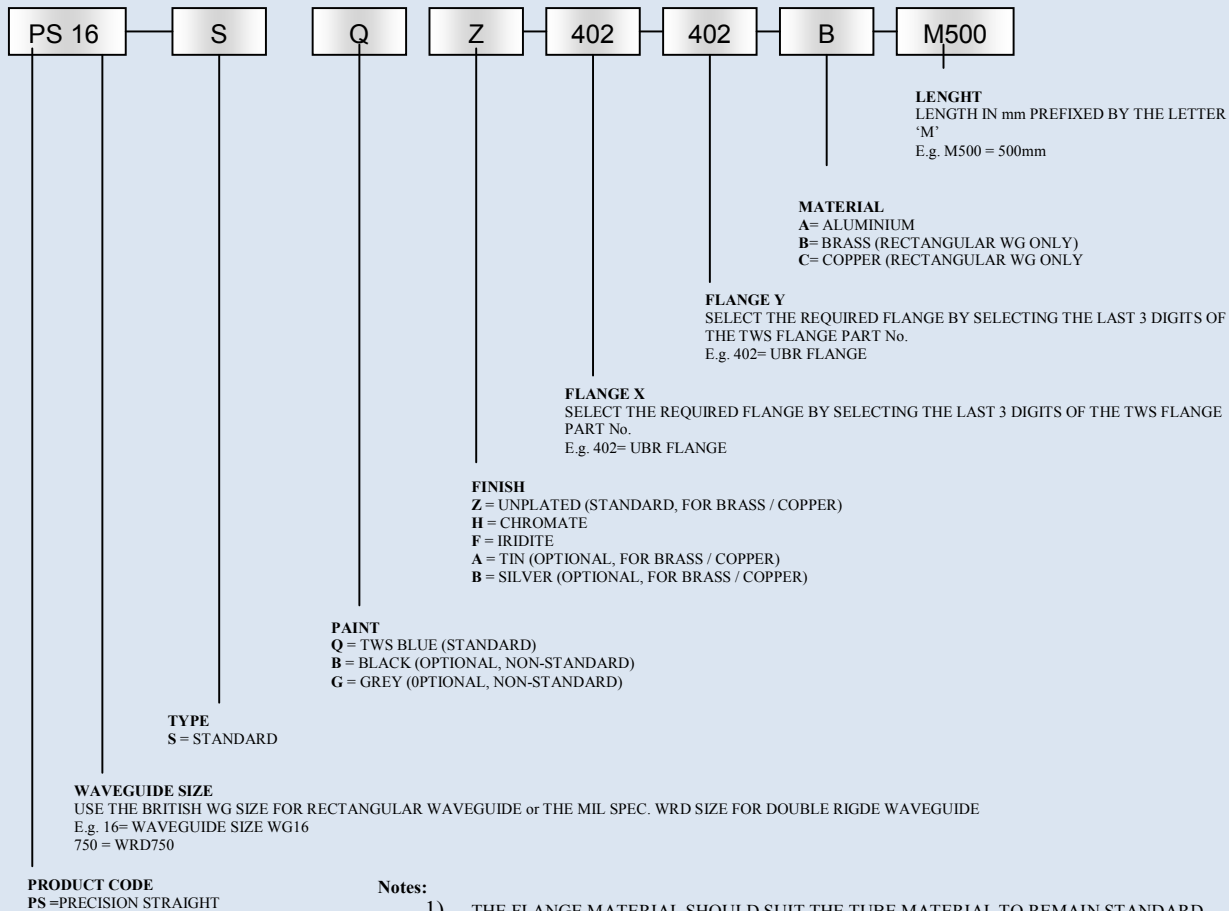 PS 16
S
Q
Z
402
402
B
M500
LENGHT
LENGTH IN mm PREFIXED BY THE LETTER
‘M’
E.g. M500 = 500mm
MATERIAL
A= ALUMINIUM
B= BRASS (RECTANGULAR WG ONLY)
C= COPPER (RECTANGULAR WG ONLY
FLANGE Y
SELECT THE REQUIRED FLANGE BY SELECTING THE LAST 3 DIGITS OF
THE TWS FLANGE PART No.
E.g. 402= UBR FLANGE
FLANGE X
SELECT THE REQUIRED FLANGE BY SELECTING THE LAST 3 DIGITS OF THE TWS FLANGE
PART No.
E.g. 402= UBR FLANGE
FINISH
Z = UNPLATED (STANDARD, FOR BRASS / COPPER)
H = CHROMATE
F = IRIDITE
A = TIN (OPTIONAL, FOR BRASS / COPPER)
B = SILVER (OPTIONAL, FOR BRASS / COPPER)
PAINT
Q = TWS BLUE (STANDARD)
B = BLACK (OPTIONAL, NON-STANDARD)
G = GREY (0PTIONAL, NON-STANDARD)
TYPE
S = STANDARD
WAVEGUIDE SIZE
USE THE BRITISH WG SIZE FOR RECTANGULAR WAVEGUIDE or THE MIL SPEC. WRD SIZE FOR DOUBLE RIGDE WAVEGUIDE
E.g. 16= WAVEGUIDE SIZE WG16
750 = WRD750
PRODUCT CODE
PS =PRECISION STRAIGHT
Notes:
1) THE FLANGE MATERIAL SHOULD SUIT THE TUBE MATERIAL TO REMAIN STANDARD